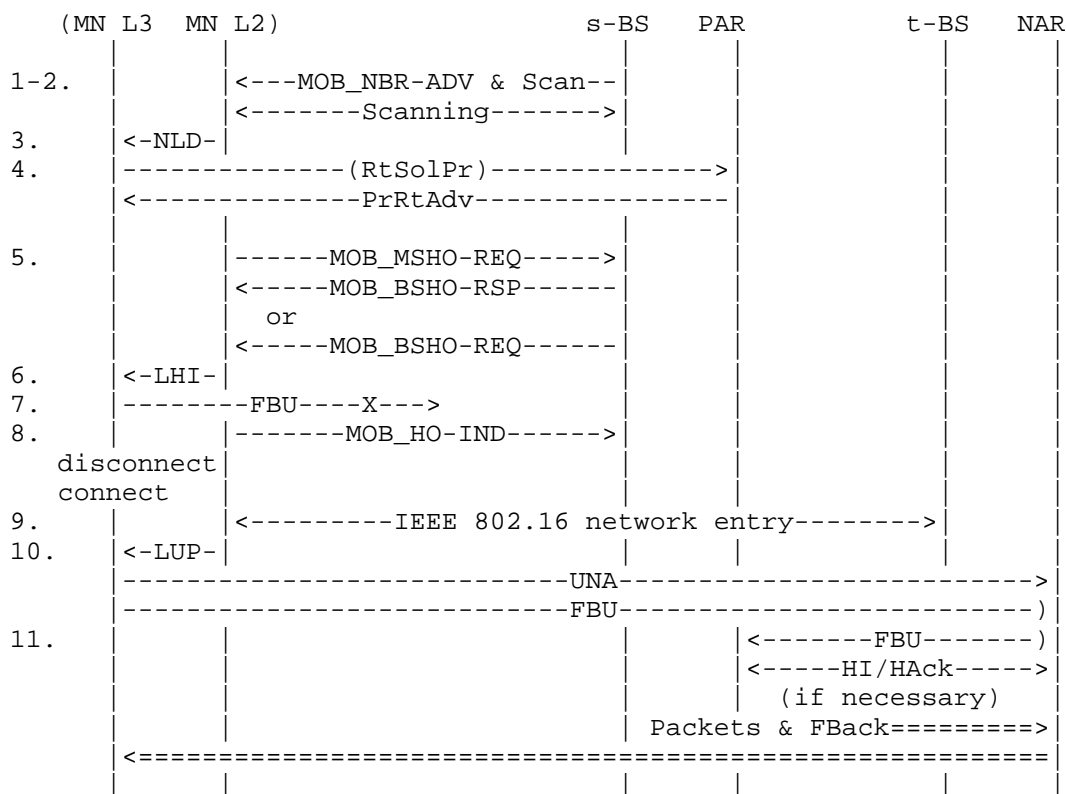 (MN L3  MN L2)                     s-BS   PAR          t-BS   NAR
1-2.   |      |<---MOB_NBR-ADV & Scan--|      |             |      |
       |      |<-------Scanning------->|      |             |      |
3.     |<-NLD-|                        |      |             |      |
4.     |--------------(RtSolPr)-------------->|             |      |
       |<--------------PrRtAdv----------------|             |      |
5.     |      |------MOB_MSHO-REQ----->|      |             |      |
       |      |<-----MOB_BSHO-RSP------|      |             |      |
       |      |  or                    |      |             |      |
       |      |<-----MOB_BSHO-REQ------|      |             |      |
6.     |<-LHI-|                        |      |             |      |
7.     |--------FBU----X--->           |      |             |      |
8.     |      |-------MOB_HO-IND------>|      |             |      |
   disconnect|                        |      |             |      |
   connect   |                        |      |             |      |
9.     |      |<---------IEEE 802.16 network entry-------->|      |
10.    |<-LUP-|                        |      |             |      |
       |----------------------------UNA-------------------------->|
       |----------------------------FBU--------------------------)|
11.    |      |                        |      |<-------FBU-------)|
       |      |                        |      |<-----HI/HAck----->|
       |      |                        |      |  (if necessary)   |
       |      |                        | Packets & FBack=========>|
       |<=========================================================|